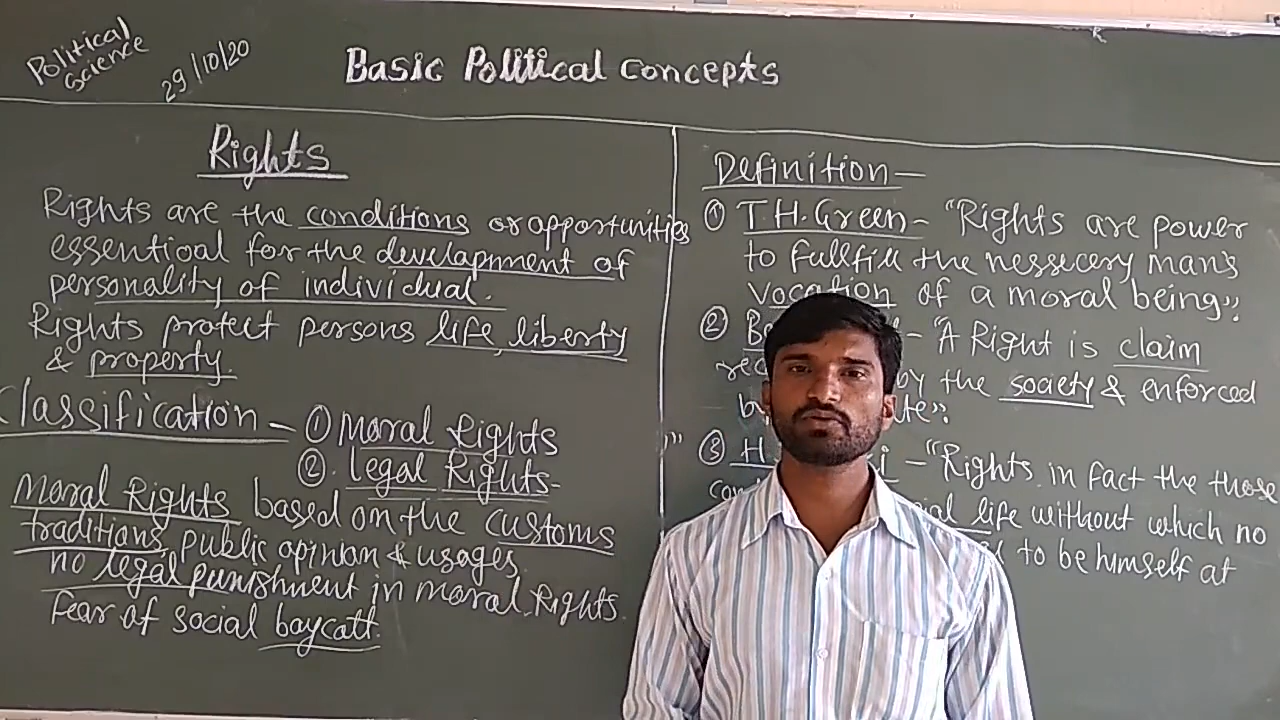 Political
Science
29/10/20
Basic Political concepts
Rights
Rights are the conditions or opportunities
essentioal for the development of
personality of individual.
Rights protect persons life, liberty
& property.
Classification - ① Moral Rights
② Legal Rights-
Moral Rights based on the customs
traditions, public opinion & usages,
no legal punishment in moral Rights.
fear of social baycatt.
Definition -
① T.H. Green - "Rights are power
to fullfill the nessecery man's
vocation of a moral being".
② - "A Right is claim
by the society & enforced
③ H. - "Rights in fact the those
life without which no
to be himself at